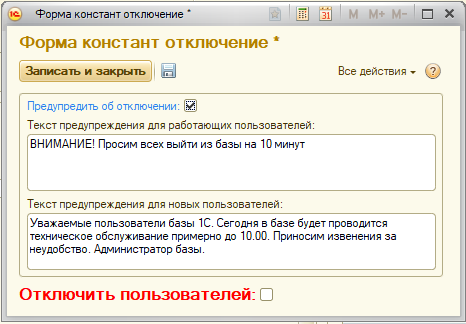 1С Форма констант отключение * 31 M M+ M-
Форма констант отключение *
Записать и закрыть Все действия ?
Предупредить об отключении:
Текст предупреждения для работающих пользователей:
ВНИМАНИЕ! Просим всех выйти из базы на 10 минут
Текст предупреждения для новых пользователей:
Уважаемые пользователи базы 1С. Сегодня в базе будет проводится
техническое обслуживание примерно до 10.00. Приносим извенения за
неудобство. Администратор базы.
Отключить пользователей: